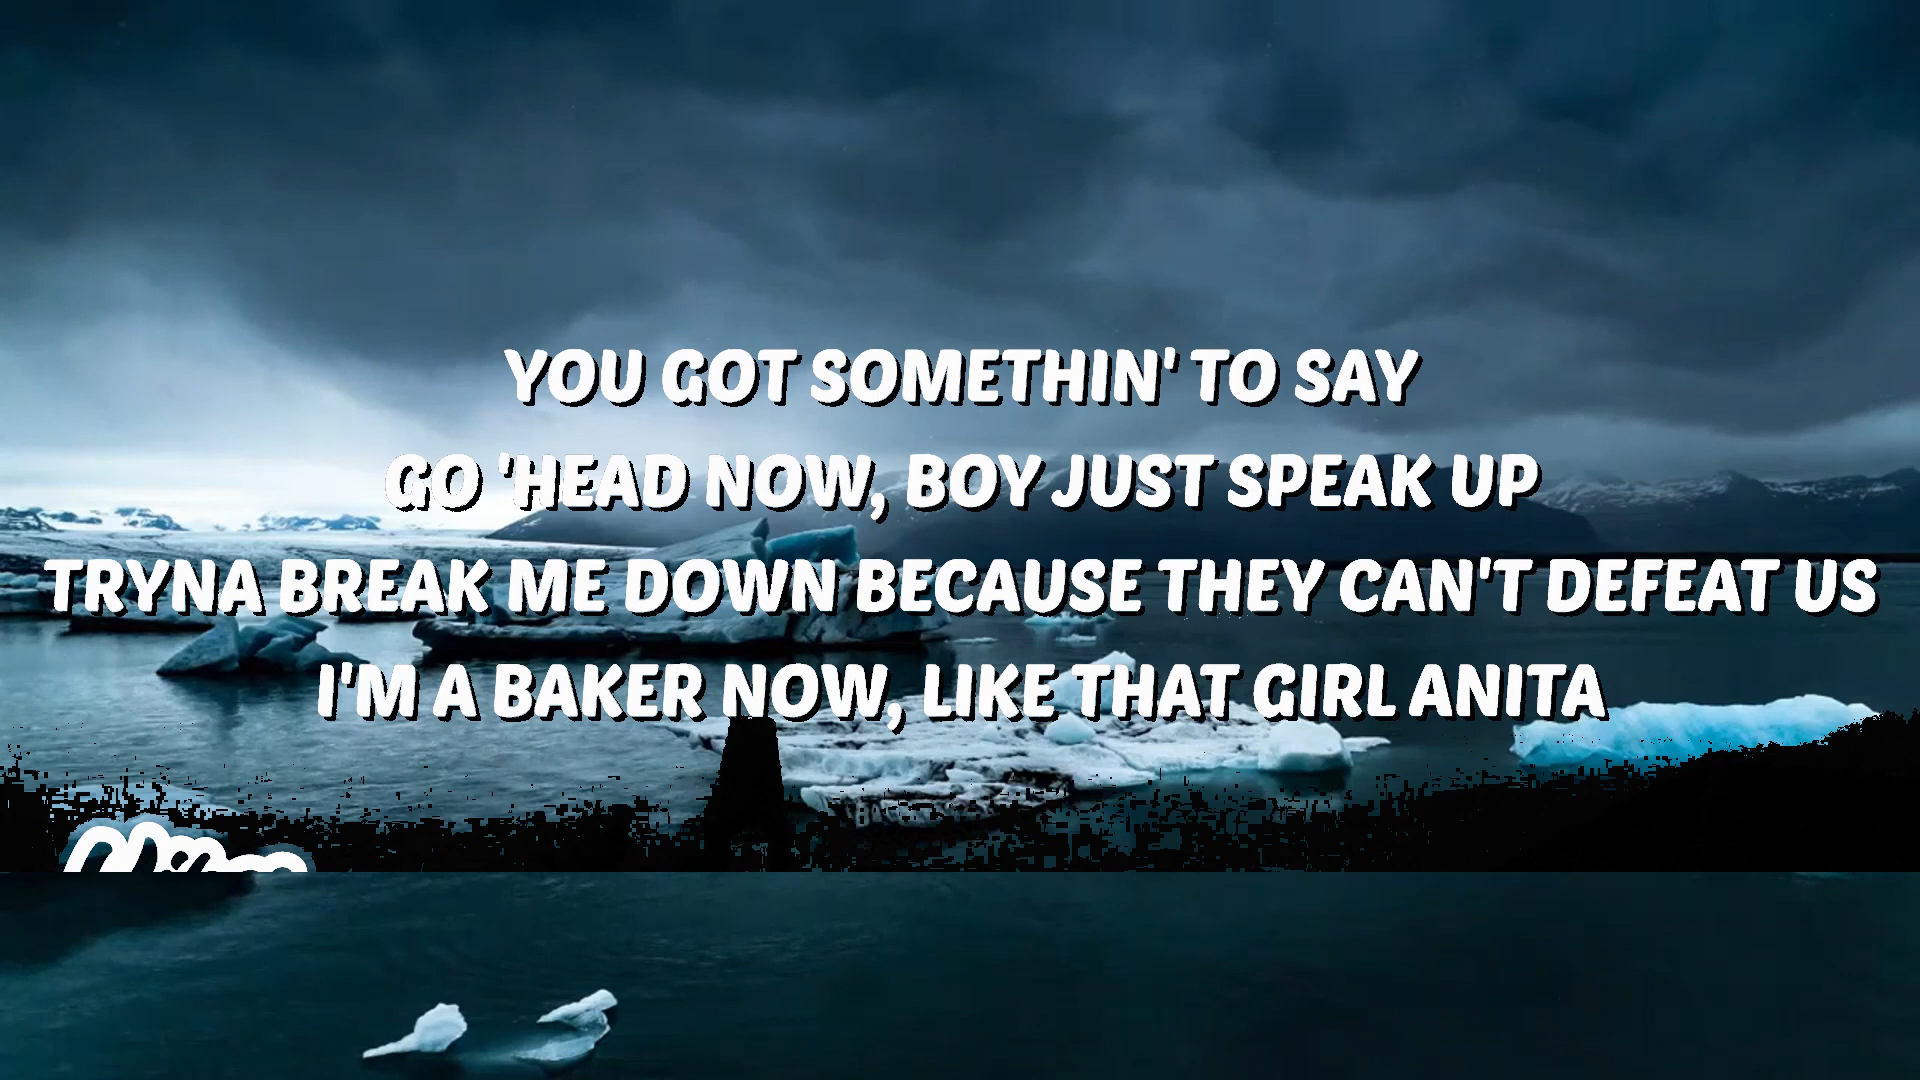 YOU GOT SOMETHIN' TO SAY
GO 'HEAD NOW, BOY JUST SPEAK UP
TRYNA BREAK ME DOWN BECAUSE THEY CAN'T DEFEAT US
I'M A BAKER NOW, LIKE THAT GIRL ANITA